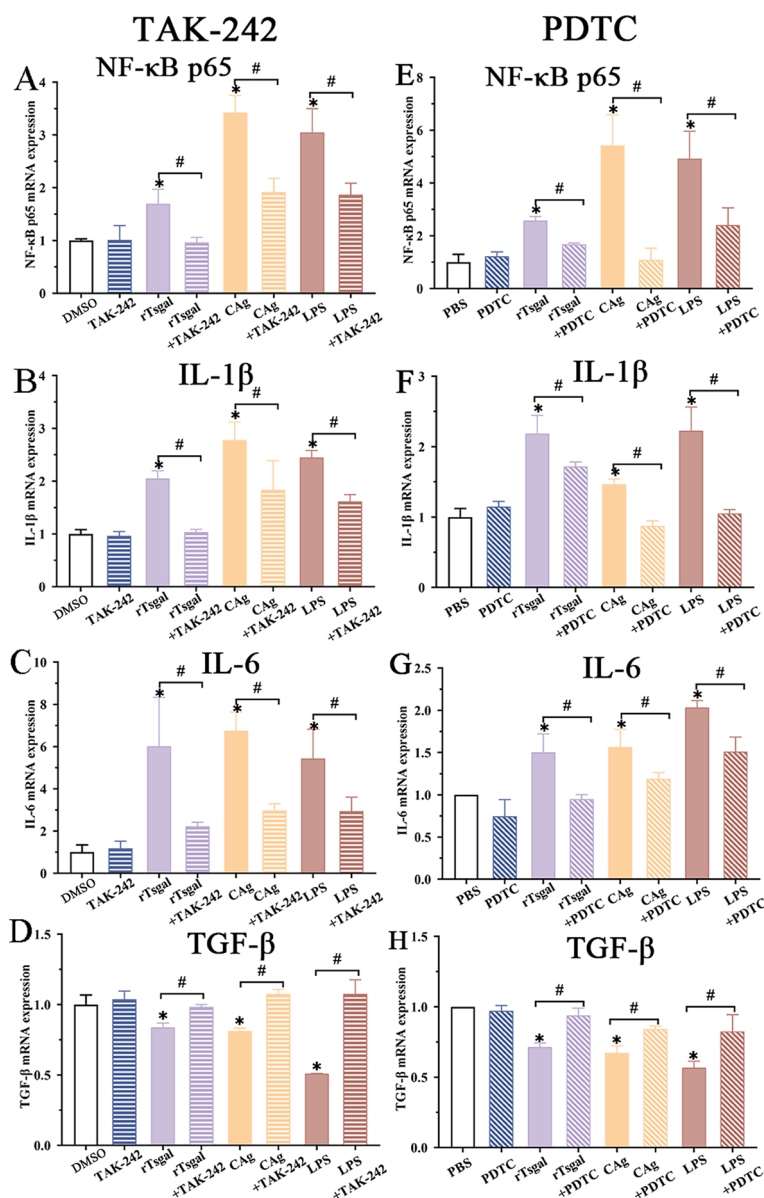 TAK-242
PDTC
A
NF-κB p65
NF-κB p65 mRNA expression
4
3
2
1
0
*
#
*
#
*
#
DMSO
TAK-242
rTsgal
rTsgal
+TAK-242
CAg
CAg
+TAK-242
LPS
LPS
+TAK-242
E
NF-κB p65
NF-κB p65 mRNA expression
8
6
4
2
0
*
#
*
#
*
#
PBS
PDTC
rTsgal
rTsgal
+PDTC
CAg
CAg
+PDTC
LPS
LPS
+PDTC
B
IL-1β
IL-1β mRNA expression
4
3
2
1
0
*
#
*
#
*
#
DMSO
TAK-242
rTsgal
rTsgal
+TAK-242
CAg
CAg
+TAK-242
LPS
LPS
+TAK-242
F
IL-1β
IL-1β mRNA expression
3
2
1
0
*
#
*
#
*
#
PBS
PDTC
rTsgal
rTsgal
+PDTC
CAg
CAg
+PDTC
LPS
LPS
+PDTC
C
IL-6
IL-6 mRNA expression
10
8
6
4
2
0
*
#
*
#
*
#
DMSO
TAK-242
rTsgal
rTsgal
+TAK-242
CAg
CAg
+TAK-242
LPS
LPS
+TAK-242
G
IL-6
IL-6 mRNA expression
2.5
2.0
1.5
1.0
0.5
0.0
*
#
*
#
*
#
PBS
PDTC
rTsgal
rTsgal
+PDTC
CAg
CAg
+PDTC
LPS
LPS
+PDTC
D
TGF-β
TGF-β mRNA expression
1.5
1.0
0.5
0.0
*
#
*
#
*
#
DMSO
TAK-242
rTsgal
rTsgal
+TAK-242
CAg
CAg
+TAK-242
LPS
LPS
+TAK-242
H
TGF-β
TGF-β mRNA expression
1.5
1.0
0.5
0.0
*
#
*
#
*
#
PBS
PDTC
rTsgal
rTsgal
+PDTC
CAg
CAg
+PDTC
LPS
LPS
+PDTC